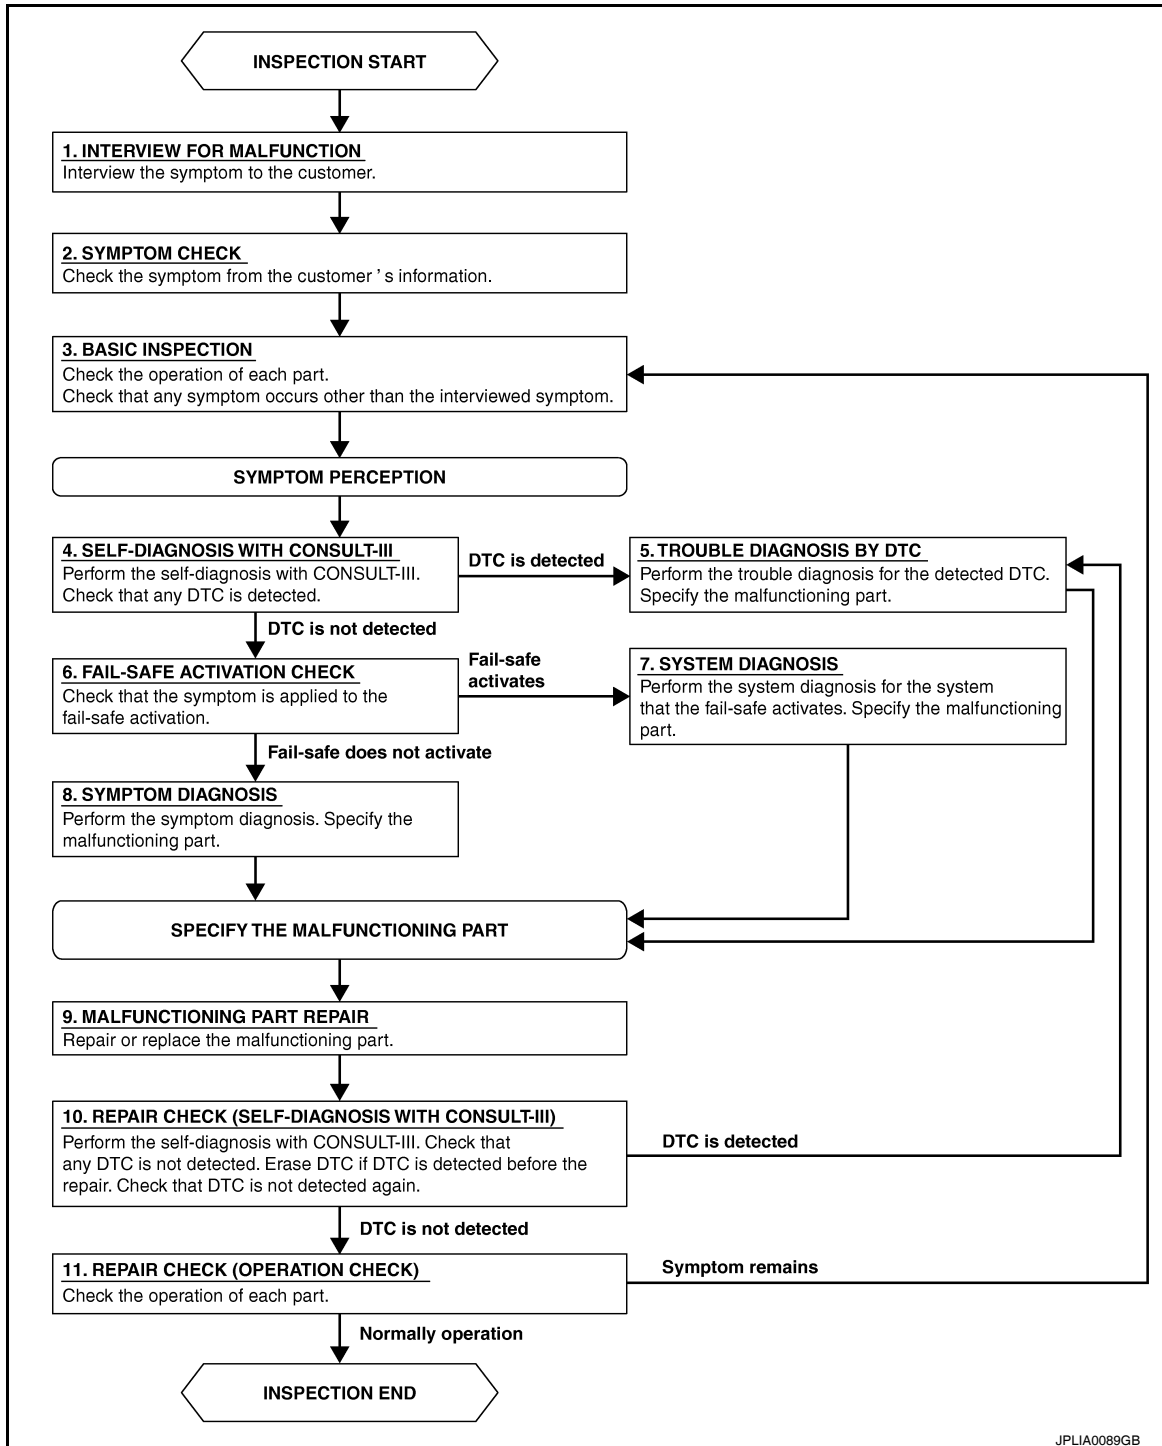 INSPECTION START
1. INTERVIEW FOR MALFUNCTION
Interview the symptom to the customer.
2. SYMPTOM CHECK
Check the symptom from the customer ’ s information.
3. BASIC INSPECTION
Check the operation of each part.
Check that any symptom occurs other than the interviewed symptom.
SYMPTOM PERCEPTION
4. SELF-DIAGNOSIS WITH CONSULT-III
Perform the self-diagnosis with CONSULT-III.
Check that any DTC is detected.
DTC is detected
5. TROUBLE DIAGNOSIS BY DTC
Perform the trouble diagnosis for the detected DTC.
Specify the malfunctioning part.
DTC is not detected
6. FAIL-SAFE ACTIVATION CHECK
Check that the symptom is applied to the
fail-safe activation.
Fail-safe
activates
7. SYSTEM DIAGNOSIS
Perform the system diagnosis for the system
that the fail-safe activates. Specify the malfunctioning
part.
Fail-safe does not activate
8. SYMPTOM DIAGNOSIS
Perform the symptom diagnosis. Specify the
malfunctioning part.
SPECIFY THE MALFUNCTIONING PART
9. MALFUNCTIONING PART REPAIR
Repair or replace the malfunctioning part.
10. REPAIR CHECK (SELF-DIAGNOSIS WITH CONSULT-III)
Perform the self-diagnosis with CONSULT-III. Check that
any DTC is not detected. Erase DTC if DTC is detected before the
repair. Check that DTC is not detected again.
DTC is detected
DTC is not detected
11. REPAIR CHECK (OPERATION CHECK)
Check the operation of each part.
Symptom remains
Normally operation
INSPECTION END
JPLIA0089GB